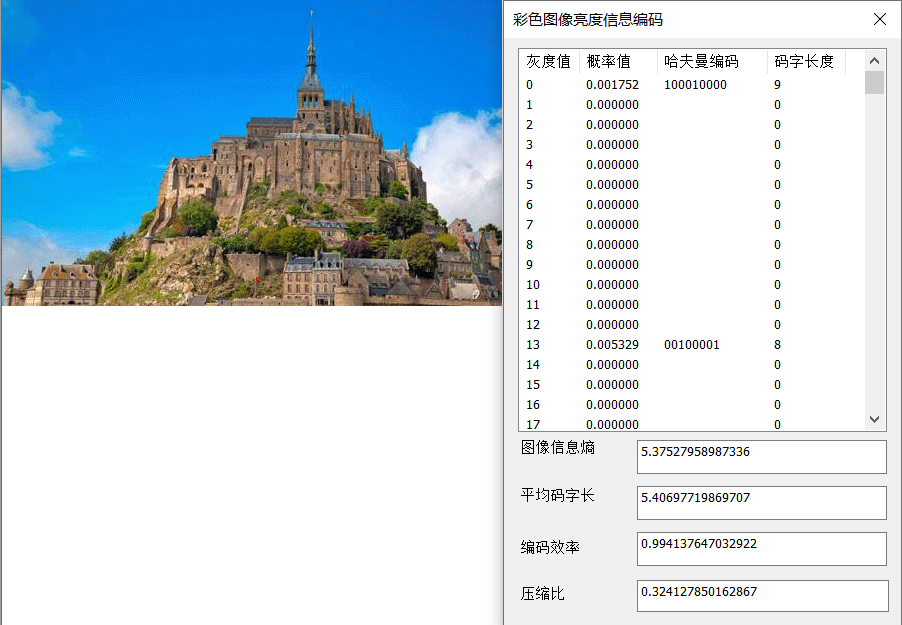 彩色图像亮度信息编码
灰度值 概率值 哈夫曼编码 码字长度
0 0.001752 100010000 9
1 0.000000 0
2 0.000000 0
3 0.000000 0
4 0.000000 0
5 0.000000 0
6 0.000000 0
7 0.000000 0
8 0.000000 0
9 0.000000 0
10 0.000000 0
11 0.000000 0
12 0.000000 0
13 0.005329 00100001 8
14 0.000000 0
15 0.000000 0
16 0.000000 0
17 0.000000 0
图像信息熵 5.37527958987336
平均码字长 5.40697719869707
编码效率 0.994137647032922
压缩比 0.324127850162867